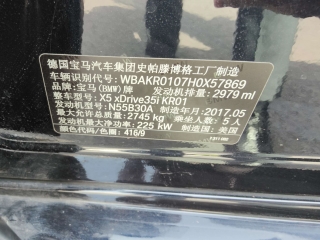 德国宝马汽车集团史帕滕博格工厂制造
车辆识别代号: WBAKR0107H0X57869
品牌: 宝马(BMW)牌 发动机排量: 2979 ml
整车型号: X5 xDrive35i KR01
发动机型号: N55B30A 制造年月: 2017.05
最大允许总质量: 2745 kg 乘坐人数: 5 人
发动机最大净功率: 225 kW 制造国: 美国
颜色代码/色图: 416/9